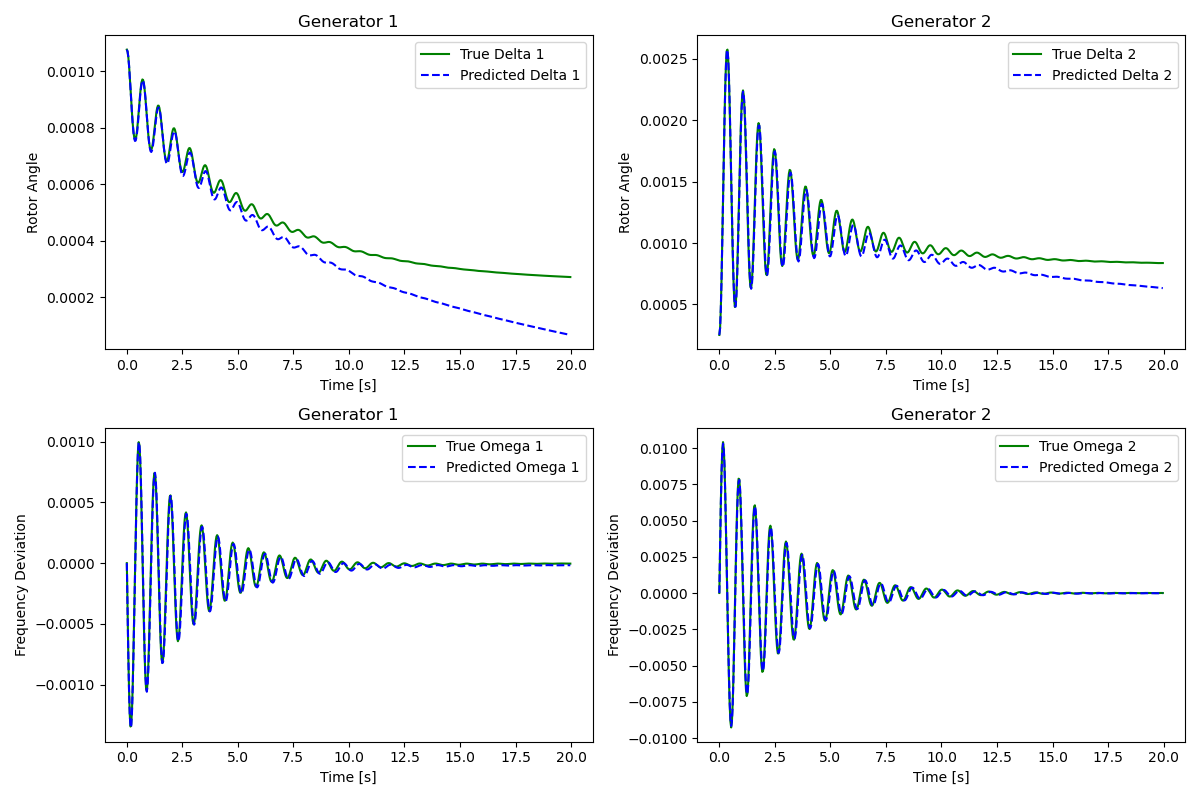 Generator 1
True Delta 1
Predicted Delta 1
Rotor Angle
0.0010
0.0008
0.0006
0.0004
0.0002
0.0 2.5 5.0 7.5 10.0 12.5 15.0 17.5 20.0
Time [s]
Generator 2
True Delta 2
Predicted Delta 2
Rotor Angle
0.0025
0.0020
0.0015
0.0010
0.0005
0.0 2.5 5.0 7.5 10.0 12.5 15.0 17.5 20.0
Time [s]
Generator 1
True Omega 1
Predicted Omega 1
Frequency Deviation
0.0010
0.0005
0.0000
−0.0005
−0.0010
0.0 2.5 5.0 7.5 10.0 12.5 15.0 17.5 20.0
Time [s]
Generator 2
True Omega 2
Predicted Omega 2
Frequency Deviation
0.0100
0.0075
0.0050
0.0025
0.0000
−0.0025
−0.0050
−0.0075
−0.0100
0.0 2.5 5.0 7.5 10.0 12.5 15.0 17.5 20.0
Time [s]